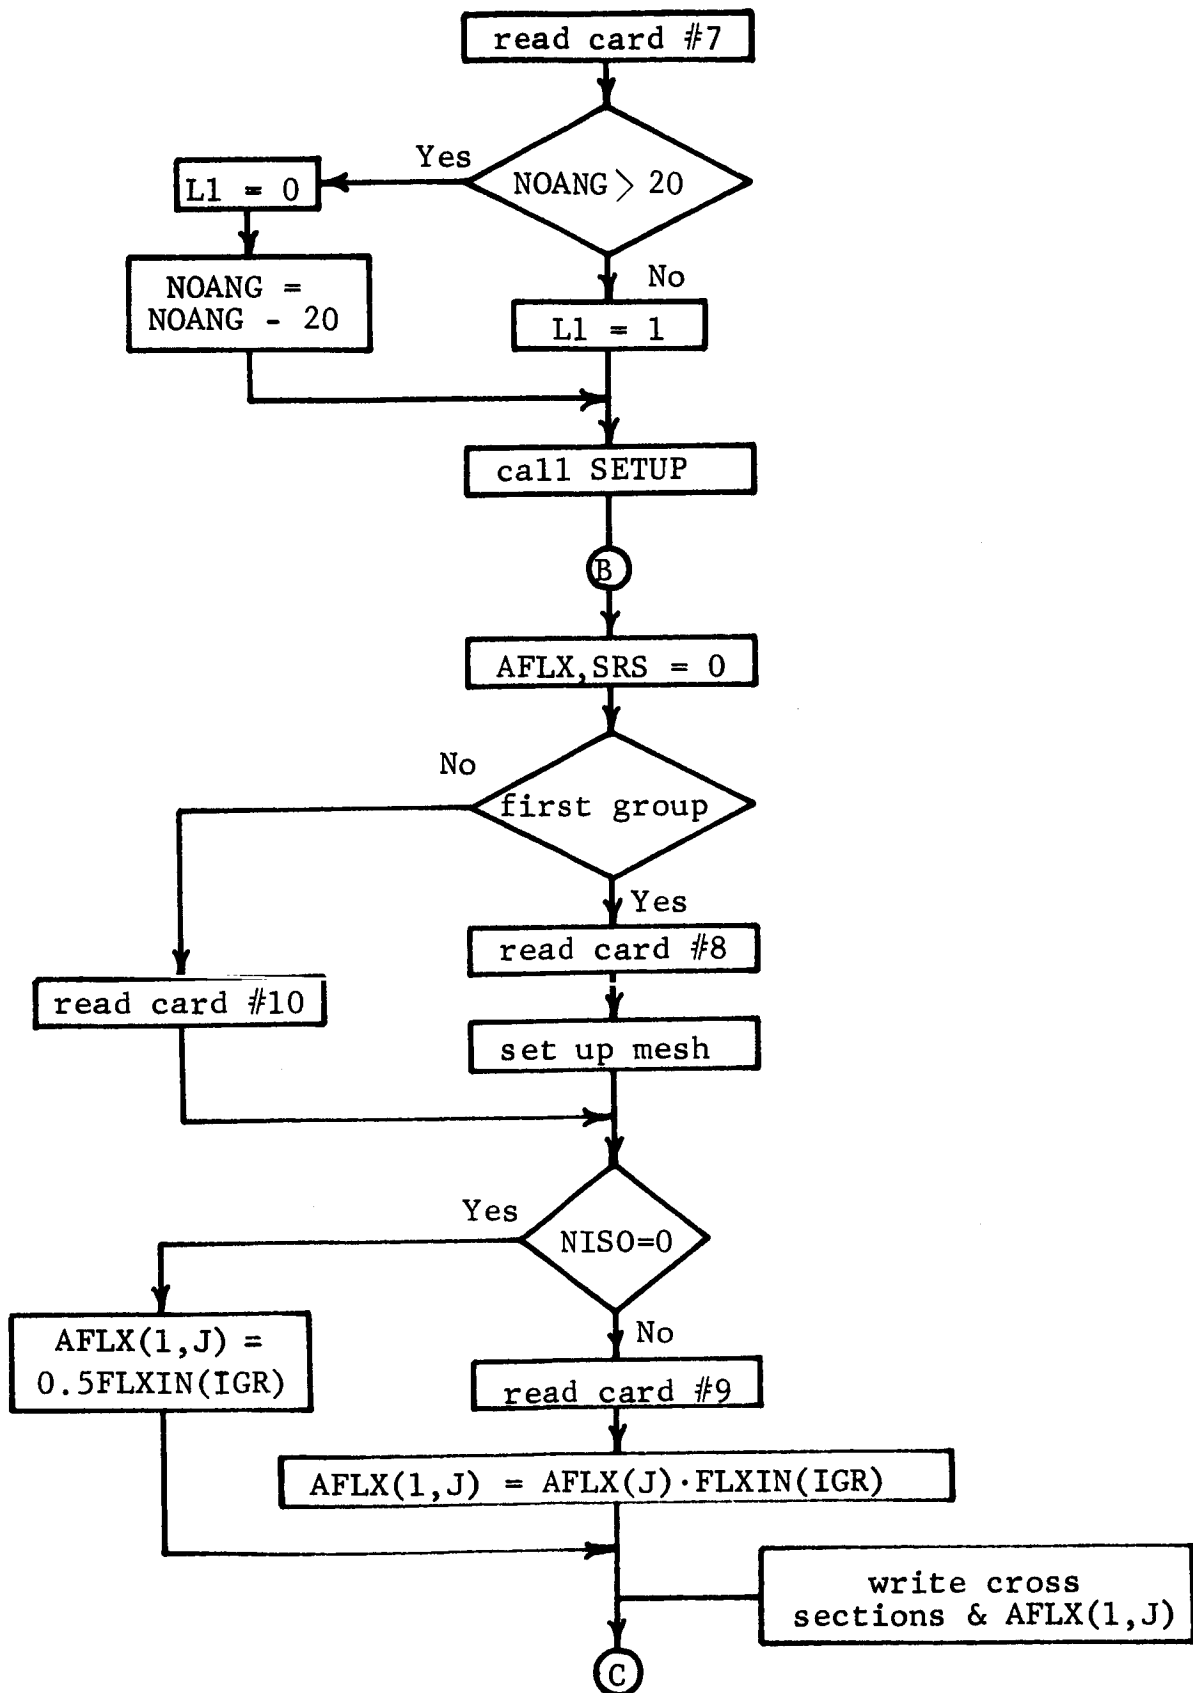 read card #7
Yes
NOANG > 20
L1 = 0
No
NOANG =
NOANG - 20
L1 = 1
call SETUP
B
AFLX,SRS = 0
No
first group
Yes
read card #8
read card #10
set up mesh
Yes
NISO=0
No
AFLX(1,J) =
0.5FLXIN(IGR)
read card #9
AFLX(1,J) = AFLX(J)·FLXIN(IGR)
write cross
sections & AFLX(1,J)
C